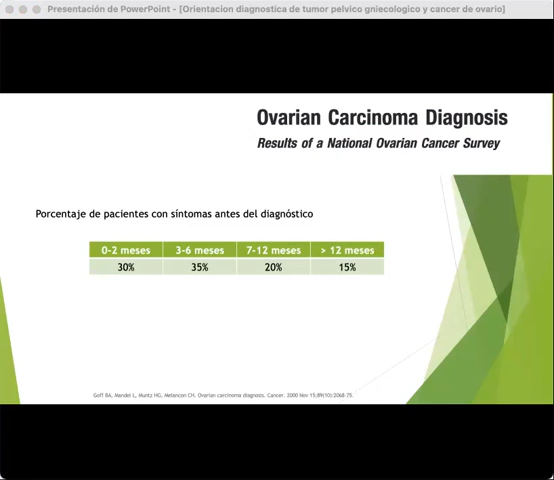 Presentación de PowerPoint - [Orientacion diagnostica de tumor pelvico gniecologico y cancer de ovario]
Ovarian Carcinoma Diagnosis
Results of a National Ovarian Cancer Survey
Porcentaje de pacientes con síntomas antes del diagnóstico
0-2 meses 3-6 meses 7-12 meses > 12 meses
30% 35% 20% 15%
Goff BA, Mandel L, Muntz HG, Melancon CH. Ovarian carcinoma diagnosis. Cancer. 2000 Nov 15;89(10):2068-75.